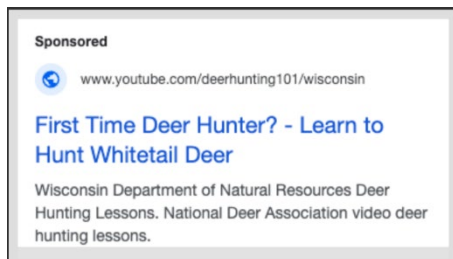 Sponsored
www.youtube.com/deerhunting101/wisconsin
First Time Deer Hunter? - Learn to
Hunt Whitetail Deer
Wisconsin Department of Natural Resources Deer
Hunting Lessons. National Deer Association video deer
hunting lessons.